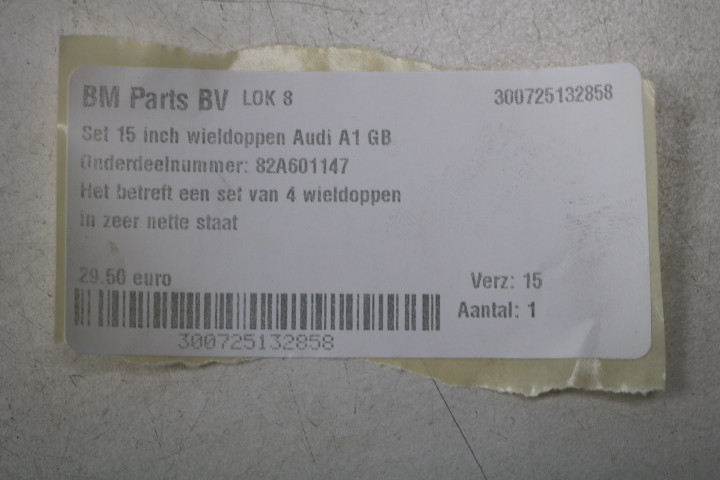 BM Parts BV LOK 8 300725132858
Set 15 inch wieldoppen Audi A1 GB
Onderdeelnummer: 82A601147
Het betreft een set van 4 wieldoppen
in zeer nette staat
29.50 euro Verz: 15
Aantal: 1
300725132858